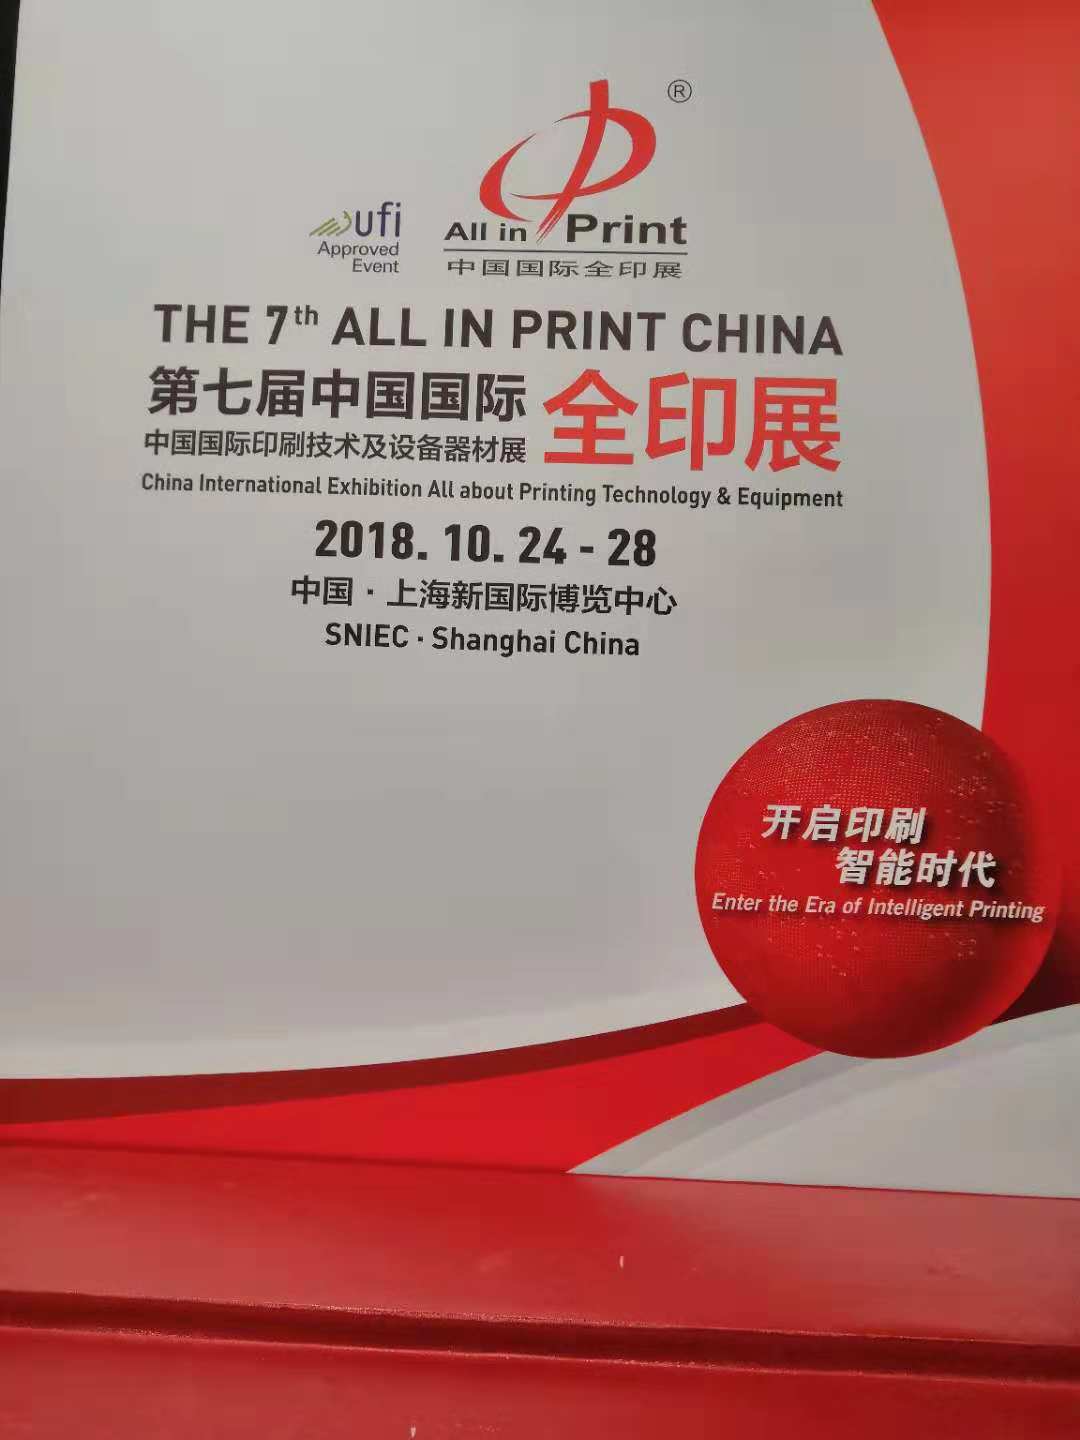 ®
ufi
Approved
Event
All in Print
中国国际全印展
THE 7th ALL IN PRINT CHINA
第七届中国国际 全印展
中国国际印刷技术及设备器材展
China International Exhibition All about Printing Technology & Equipment
2018. 10. 24 - 28
中国 · 上海新国际博览中心
SNIEC · Shanghai China
开启印刷
智能时代
Enter the Era of Intelligent Printing